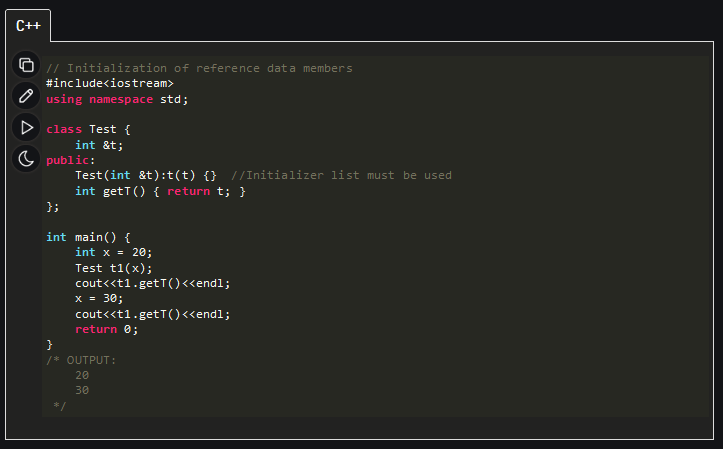 C++
// Initialization of reference data members
#include<iostream>
using namespace std;
class Test {
    int &t;
public:
    Test(int &t):t(t) {}  //Initializer list must be used
    int getT() { return t; }
};
int main() {
    int x = 20;
    Test t1(x);
    cout<<t1.getT()<<endl;
    x = 30;
    cout<<t1.getT()<<endl;
    return 0;
}
/* OUTPUT:
    20
    30
 */